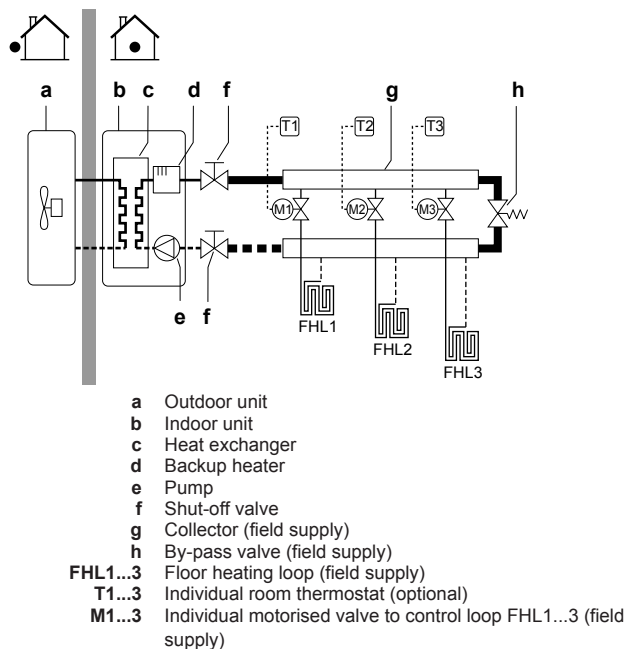 a b c d f g h
T1 T2 T3
M1 M2 M3
e f FHL1
FHL2
FHL3
a Outdoor unit
b Indoor unit
c Heat exchanger
d Backup heater
e Pump
f Shut-off valve
g Collector (field supply)
h By-pass valve (field supply)
FHL1...3 Floor heating loop (field supply)
T1...3 Individual room thermostat (optional)
M1...3 Individual motorised valve to control loop FHL1...3 (field
supply)